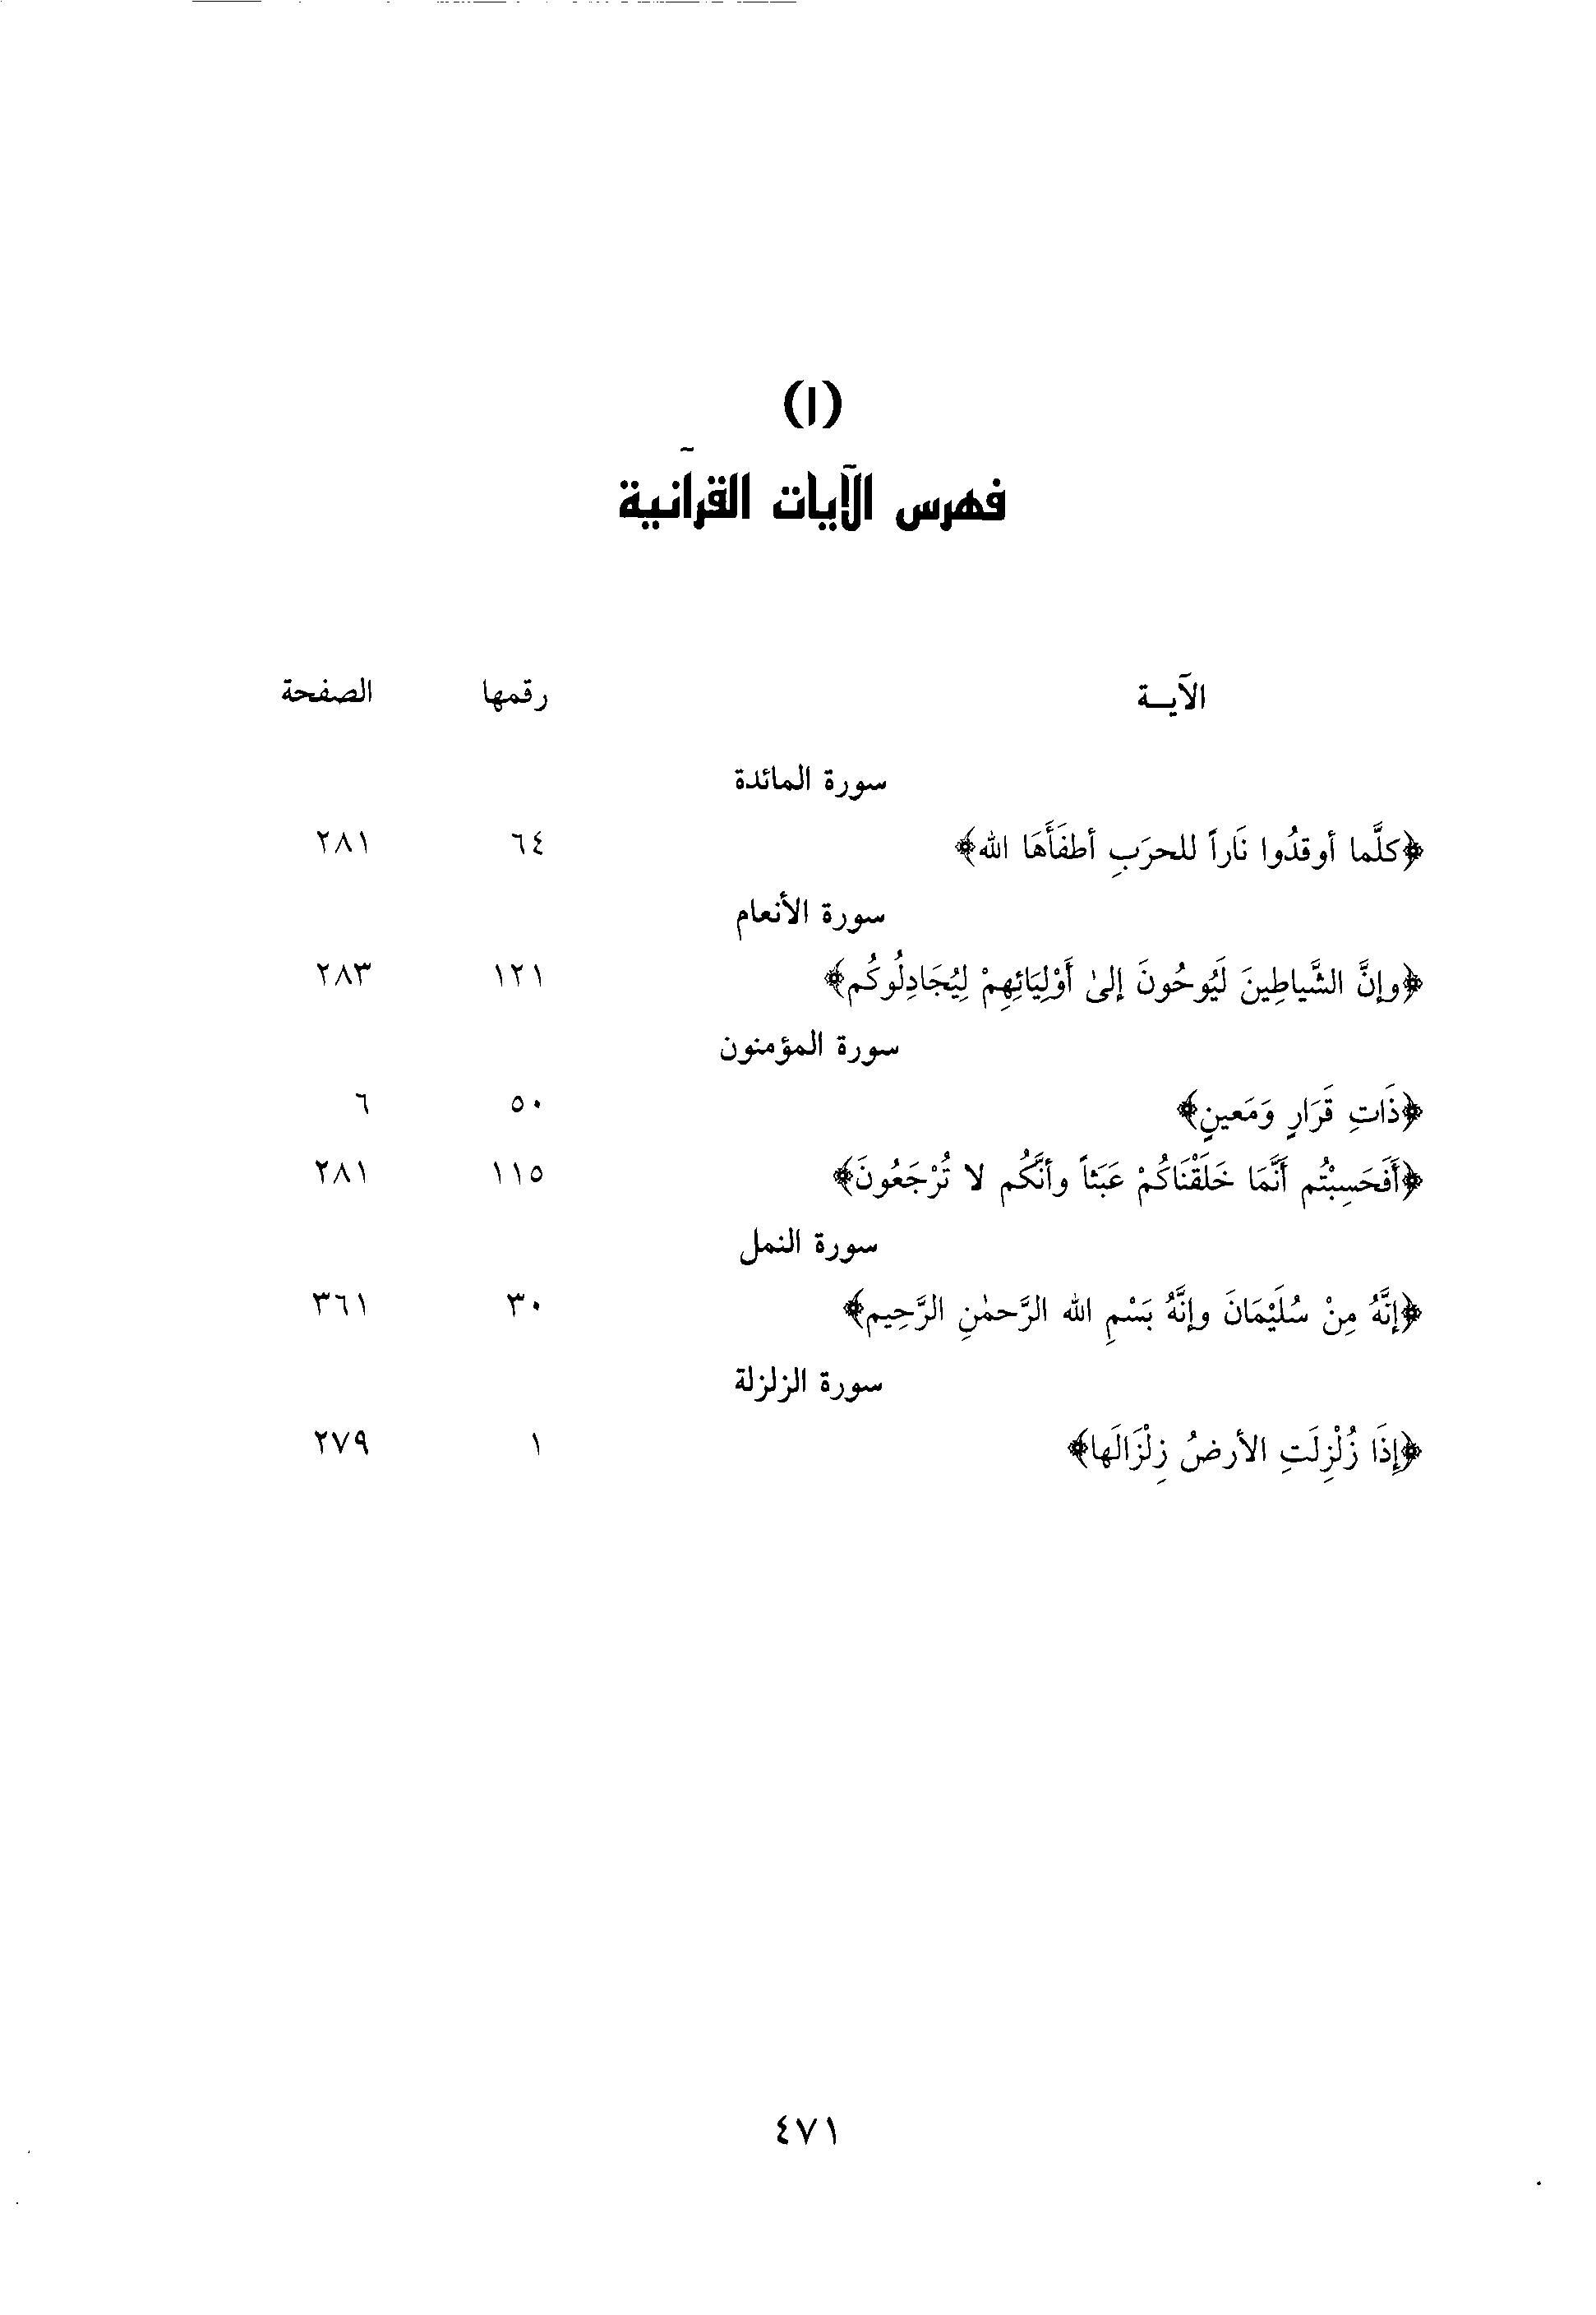 (١)
فهرس الآيات القرآنية
الآيــة رقمها الصفحة
سورة المائدة
﴿كلَّما أوقدُوا نَاراً للحرَبِ أطفَأَهَا الله﴾ ٦٤ ٢٨١
سورة الأنعام
﴿وإنَّ الشَّياطِينَ لَيُوحُونَ إلىٰ أَوْلِيَائِهِمْ لِيُجَادِلُوكُم﴾ ١٢١ ٢٨٣
سورة المؤمنون
﴿ذَاتِ قَرَارٍ وَمَعينٍ﴾ ٥٠ ٦
﴿أَفَحَسِبْتُم أَنَّمَا خَلَقْنَاكُمْ عَبَثاً وأنَّكُم لا تُرْجَعُونَ﴾ ١١٥ ٢٨١
سورة النمل
﴿إنَّهُ مِنْ سُلَيْمَانَ وإنَّهُ بَسْمِ الله الرَّحمٰنِ الرَّحِيم﴾ ٣٠ ٣٦١
سورة الزلزلة
﴿إِذَا زُلْزِلَتِ الأرضُ زِلْزَالَها﴾ ١ ٢٧٩
٤٧١